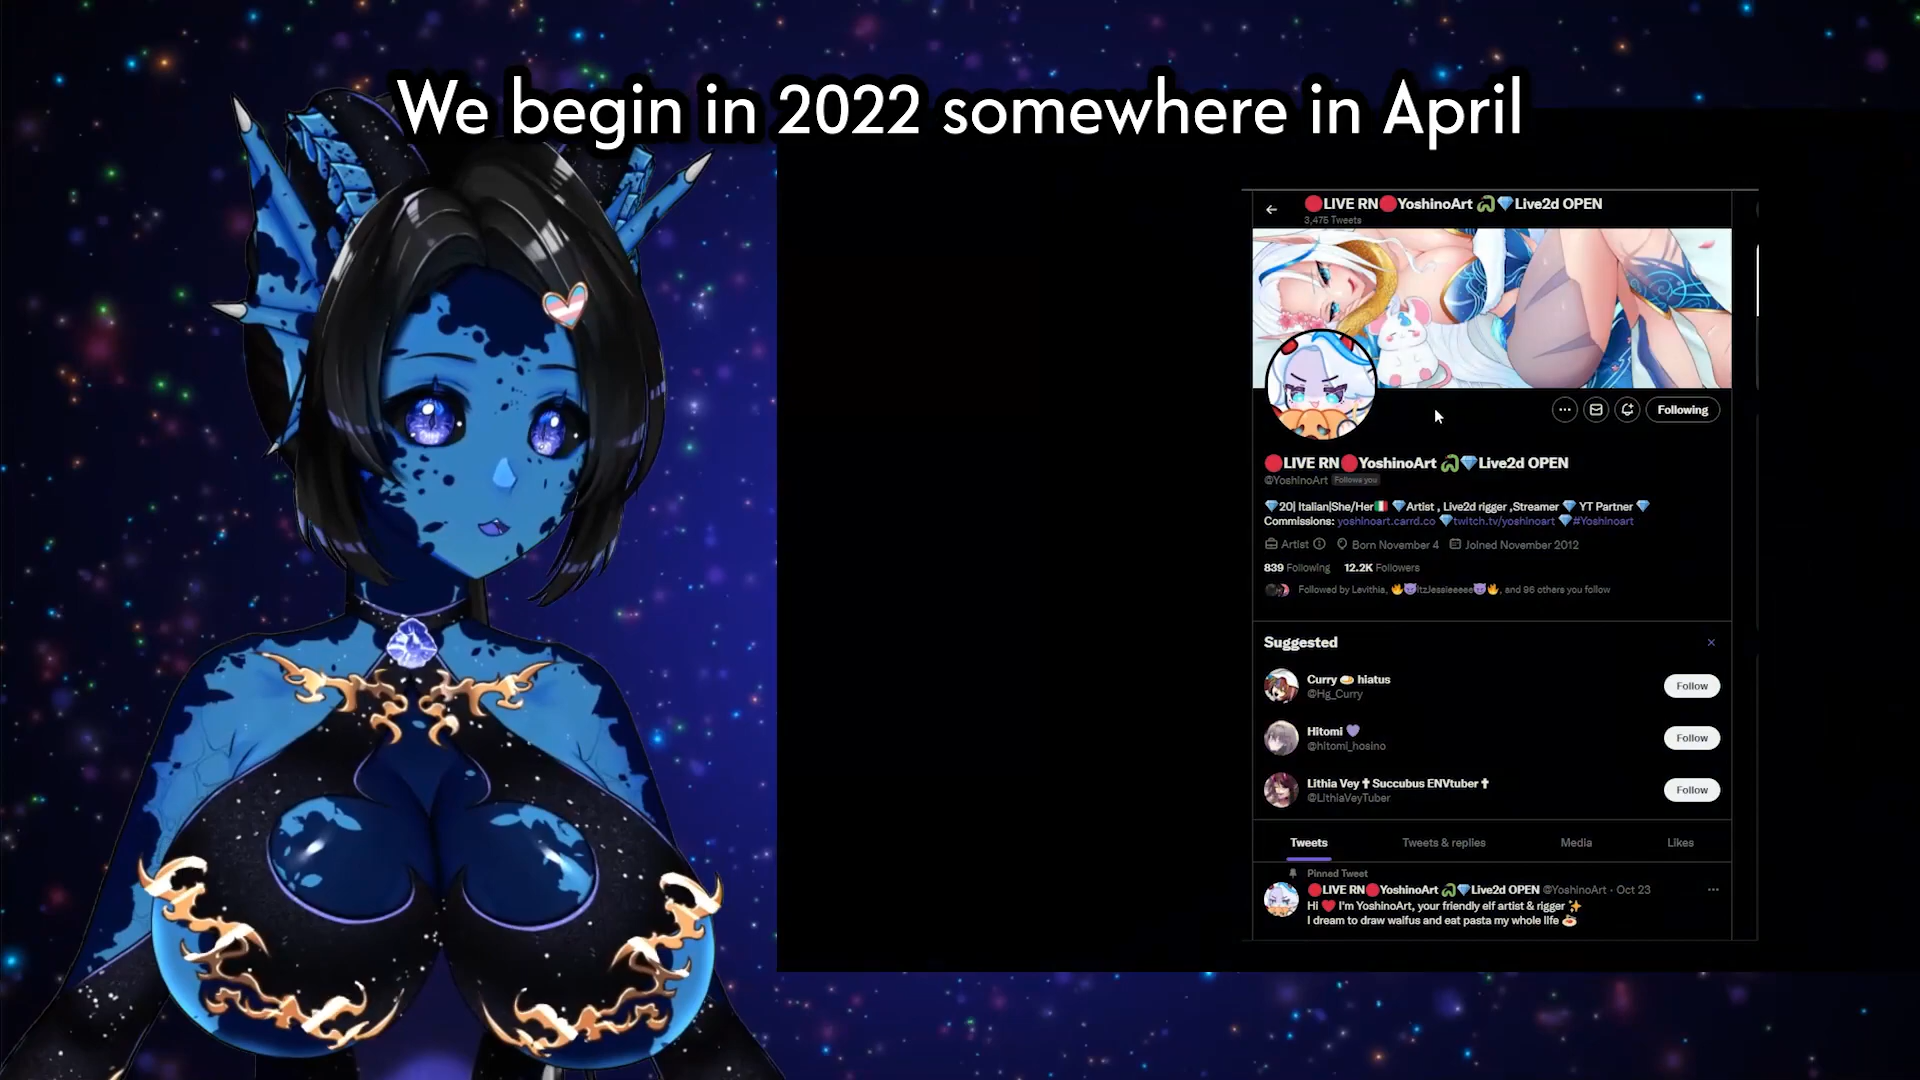 We begin in 2022 somewhere in April
🔴LIVE RN🔴YoshinoArt 🐉💎Live2d OPEN
3,475 Tweets
Following
🔴LIVE RN🔴YoshinoArt 🐉💎Live2d OPEN
@YoshinoArt Follows you
💎20| Italian|She/Her🇮🇹 💎Artist , Live2d rigger ,Streamer 💎 YT Partner 💎
Commissions: yoshinoart.carrd.co 💎twitch.tv/yoshinoart 💎#Yoshinoart
Artist Born November 4 Joined November 2012
839 Following 12.2K Followers
Followed by Levithia, 🔥😈ItzJessieeeee😈🔥, and 96 others you follow
Suggested
Curry 🍛 hiatus
@Hg_Curry
Follow
Hitomi 💜
@hitomi_hosino
Follow
Lithia Vey✝Succubus ENVtuber✝
@LithiaVeyTuber
Follow
Tweets Tweets & replies Media Likes
Pinned Tweet
🔴LIVE RN🔴YoshinoArt 🐉💎Live2d OPEN @YoshinoArt · Oct 23
Hi ❤️ I'm YoshinoArt, your friendly elf artist & rigger ✨
I dream to draw waifus and eat pasta my whole life 🍝